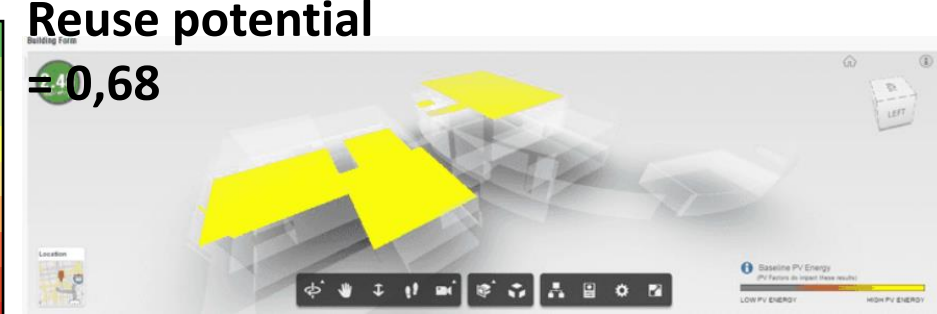 Reuse potential
Building Form
= 0,68
LEFT
Location
Baseline PV Energy
(PV Factors do impact these results)
LOW PV ENERGY
HIGH PV ENERGY